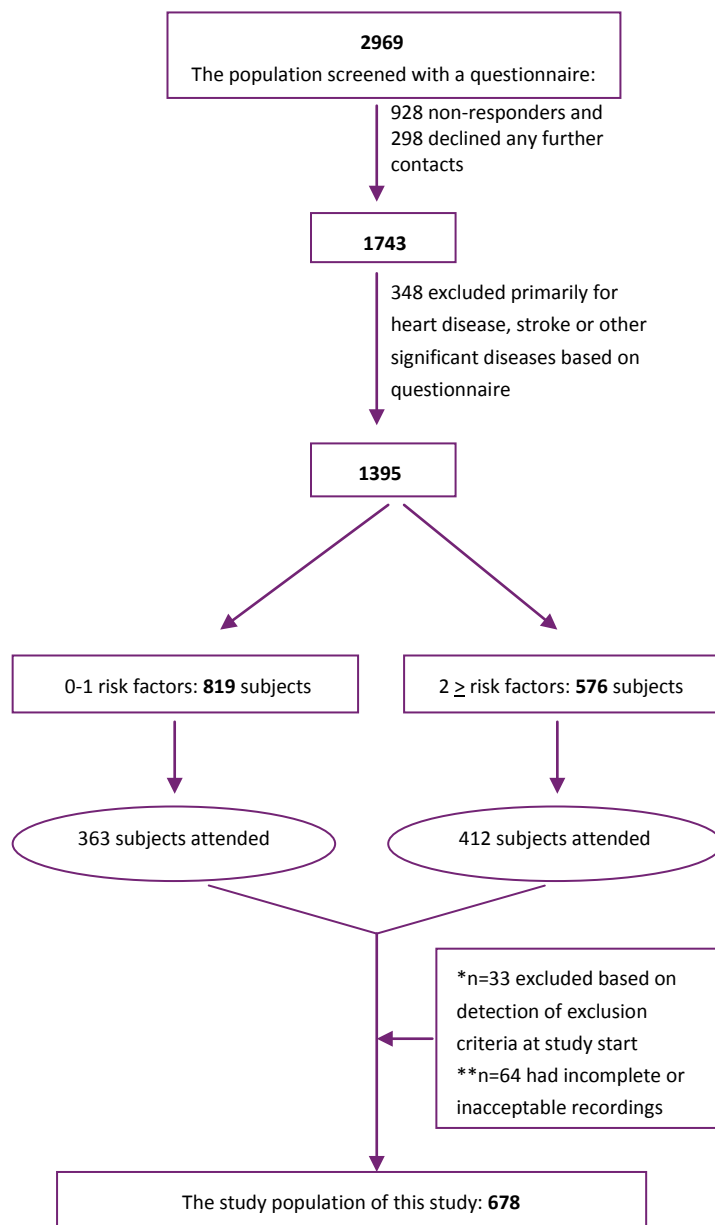 2969
The population screened with a questionnaire:
928 non-responders and
298 declined any further
contacts
1743
348 excluded primarily for
heart disease, stroke or other
significant diseases based on
questionnaire
1395
0-1 risk factors: 819 subjects
2 ≥ risk factors: 576 subjects
363 subjects attended
412 subjects attended
*n=33 excluded based on
detection of exclusion
criteria at study start
**n=64 had incomplete or
inacceptable recordings
The study population of this study: 678